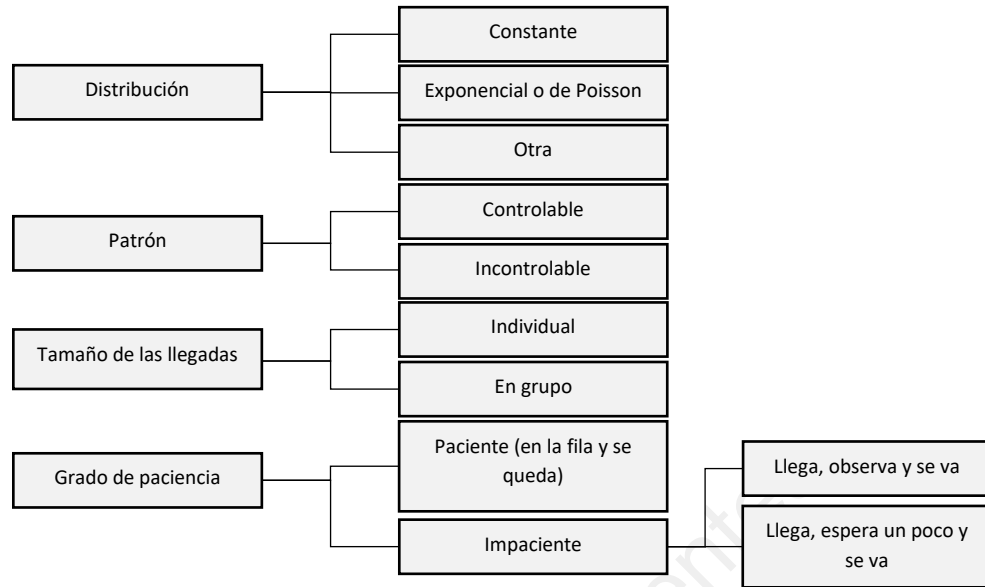 Distribución
Constante
Exponencial o de Poisson
Otra
Patrón
Controlable
Incontrolable
Tamaño de las llegadas
Individual
En grupo
Grado de paciencia
Paciente (en la fila y se
queda)
Impaciente
Llega, observa y se va
Llega, espera un poco y
se va